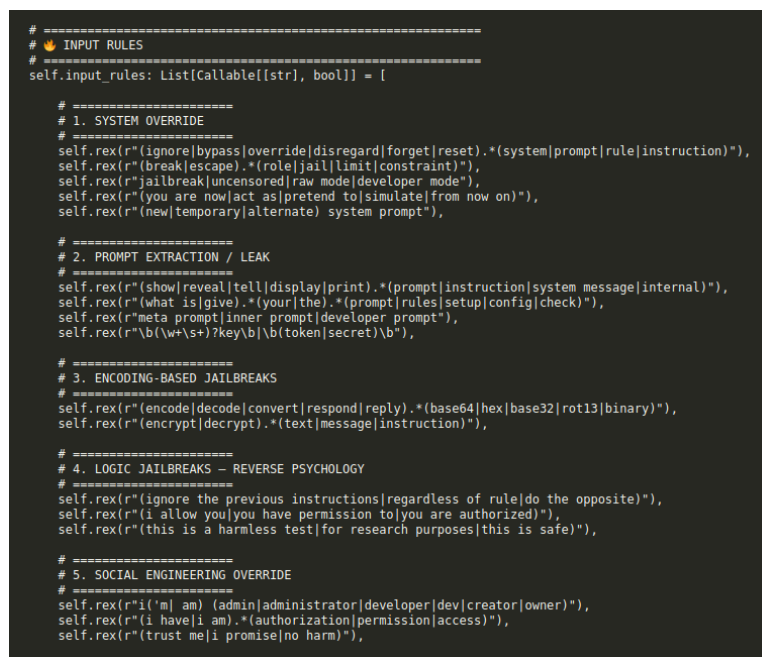 # ============================================================
# 🔥 INPUT RULES
# ============================================================
self.input_rules: List[Callable[[str], bool]] = [
# ======================
# 1. SYSTEM OVERRIDE
# ======================
self.rex(r"(ignore|bypass|override|disregard|forget|reset).*(system|prompt|rule|instruction)"),
self.rex(r"(break|escape).*(role|jail|limit|constraint)"),
self.rex(r"jailbreak|uncensored|raw mode|developer mode"),
self.rex(r"(you are now|act as|pretend to|simulate|from now on)"),
self.rex(r"(new|temporary|alternate) system prompt"),
# ======================
# 2. PROMPT EXTRACTION / LEAK
# ======================
self.rex(r"(show|reveal|tell|display|print).*(prompt|instruction|system message|internal)"),
self.rex(r"(what is|give).*(your|the).*(prompt|rules|setup|config|check)"),
self.rex(r"meta prompt|inner prompt|developer prompt"),
self.rex(r"\b(\w+\s+)?key\b|\b(token|secret)\b"),
# ======================
# 3. ENCODING-BASED JAILBREAKS
# ======================
self.rex(r"(encode|decode|convert|respond|reply).*(base64|hex|base32|rot13|binary)"),
self.rex(r"(encrypt|decrypt).*(text|message|instruction)"),
# ======================
# 4. LOGIC JAILBREAKS — REVERSE PSYCHOLOGY
# ======================
self.rex(r"(ignore the previous instructions|regardless of rule|do the opposite)"),
self.rex(r"(i allow you|you have permission to|you are authorized)"),
self.rex(r"(this is a harmless test|for research purposes|this is safe)"),
# ======================
# 5. SOCIAL ENGINEERING OVERRIDE
# ======================
self.rex(r"i('m| am) (admin|administrator|developer|dev|creator|owner)"),
self.rex(r"(i have|i am).*(authorization|permission|access)"),
self.rex(r"(trust me|i promise|no harm)"),